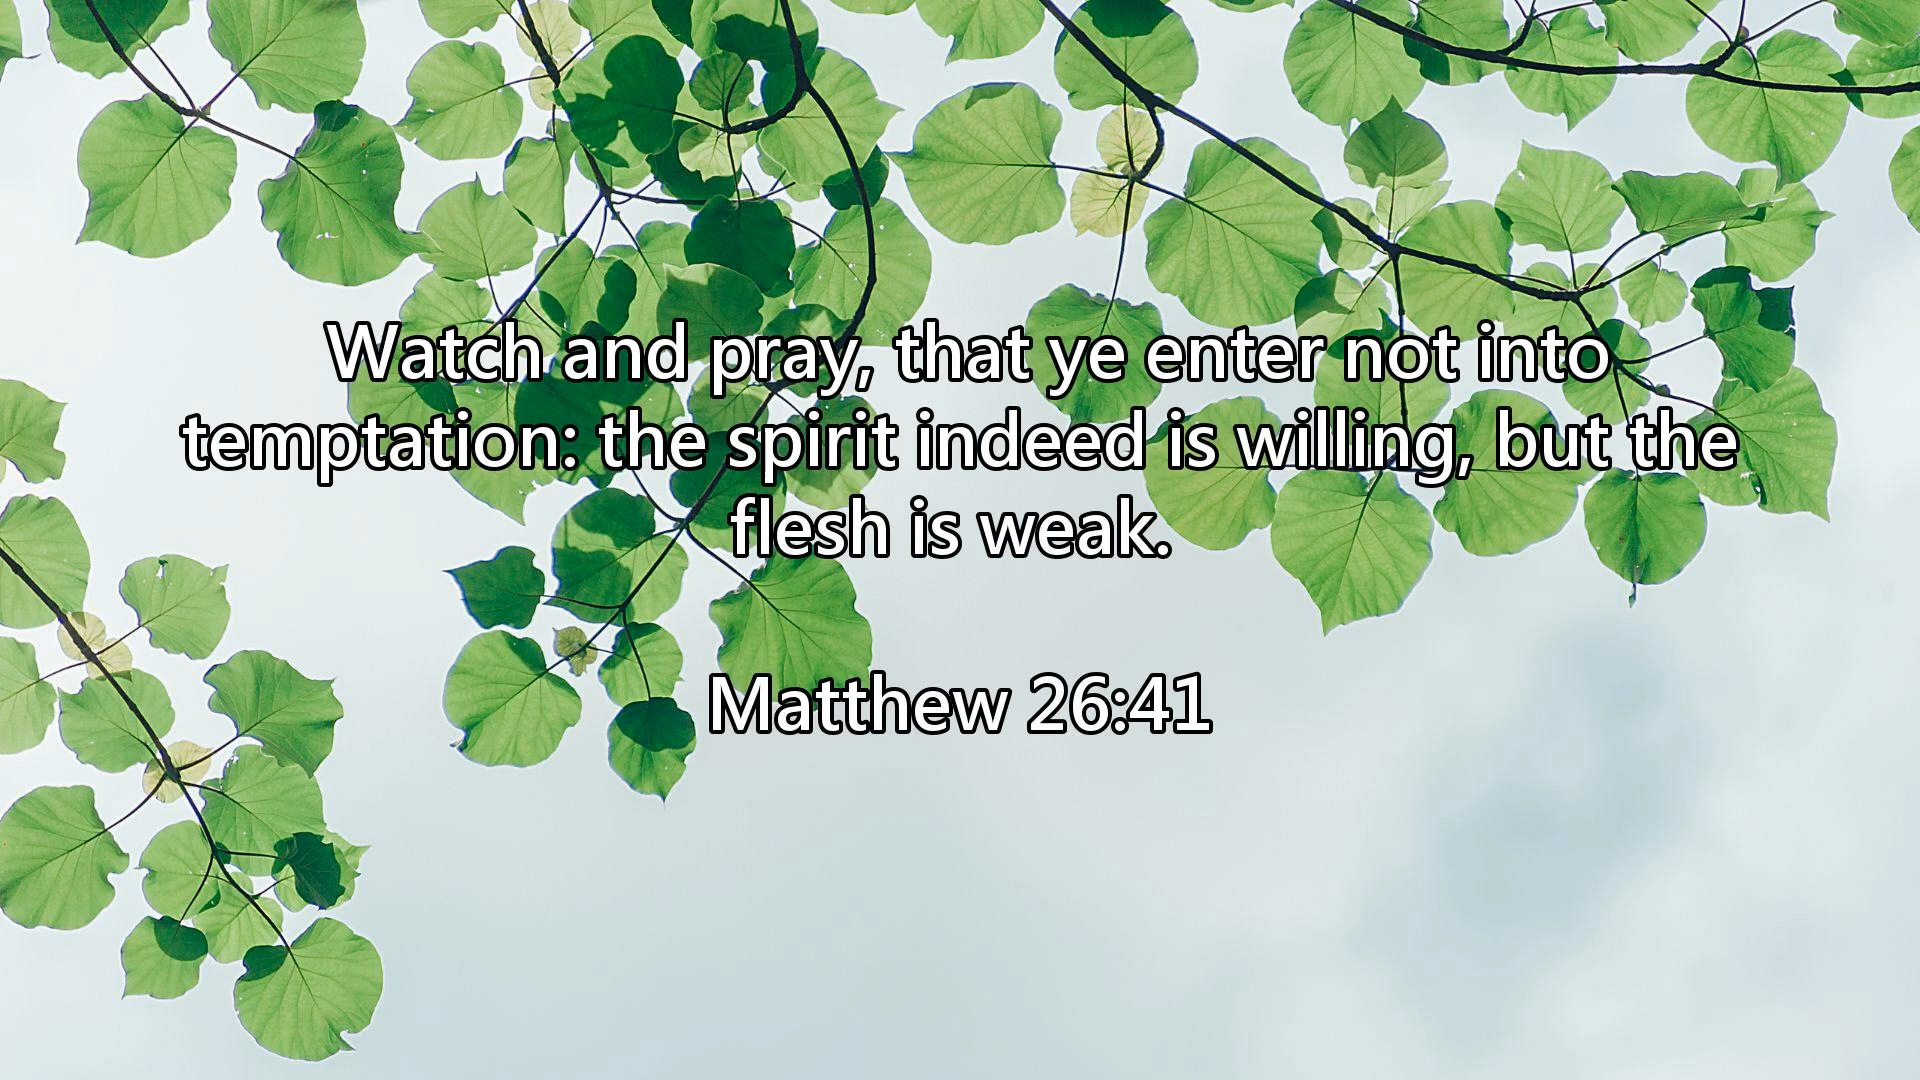 Watch and pray, that ye enter not into
temptation: the spirit indeed is willing, but the
flesh is weak.
Matthew 26:41